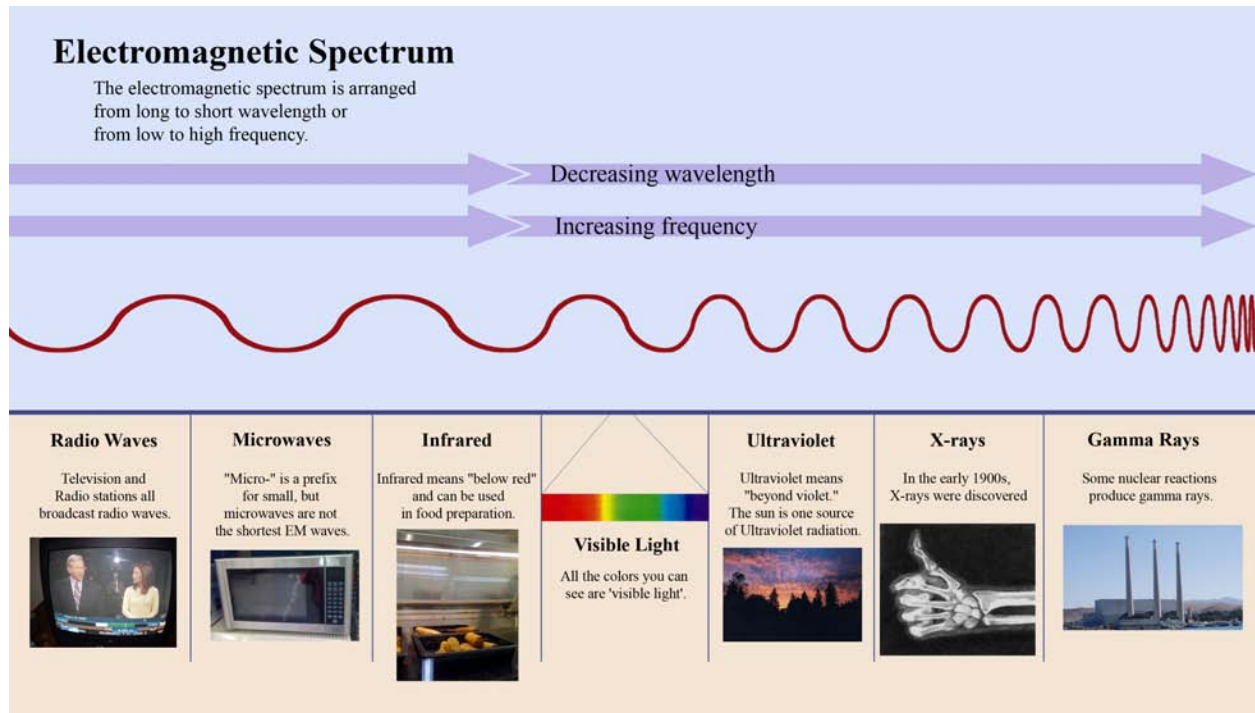 Electromagnetic Spectrum
The electromagnetic spectrum is arranged
from long to short wavelength or
from low to high frequency.
Decreasing wavelength
Increasing frequency
Radio Waves
Television and
Radio stations all
broadcast radio waves.
Microwaves
"Micro-" is a prefix
for small, but
microwaves are not
the shortest EM waves.
Infrared
Infrared means "below red"
and can be used
in food preparation.
Visible Light
All the colors you can
see are 'visible light'.
Ultraviolet
Ultraviolet means
"beyond violet."
The sun is one source
of Ultraviolet radiation.
X-rays
In the early 1900s,
X-rays were discovered
Gamma Rays
Some nuclear reactions
produce gamma rays.